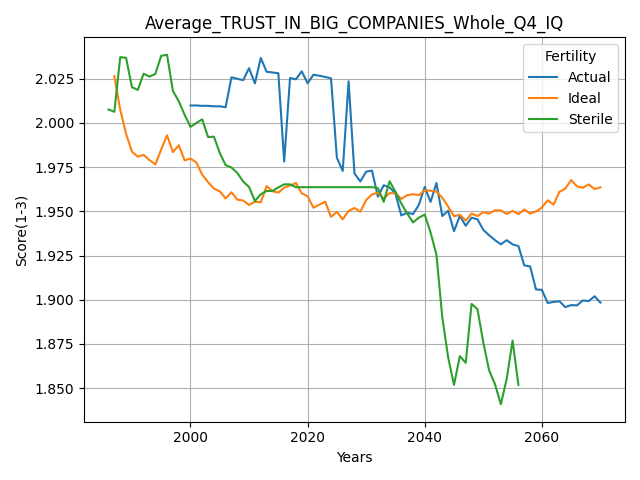 Average_TRUST_IN_BIG_COMPANIES_Whole_Q4_IQ
Fertility
Actual
Ideal
Sterile
Score(1-3)
2.025
2.000
1.975
1.950
1.925
1.900
1.875
1.850
2000 2020 2040 2060
Years